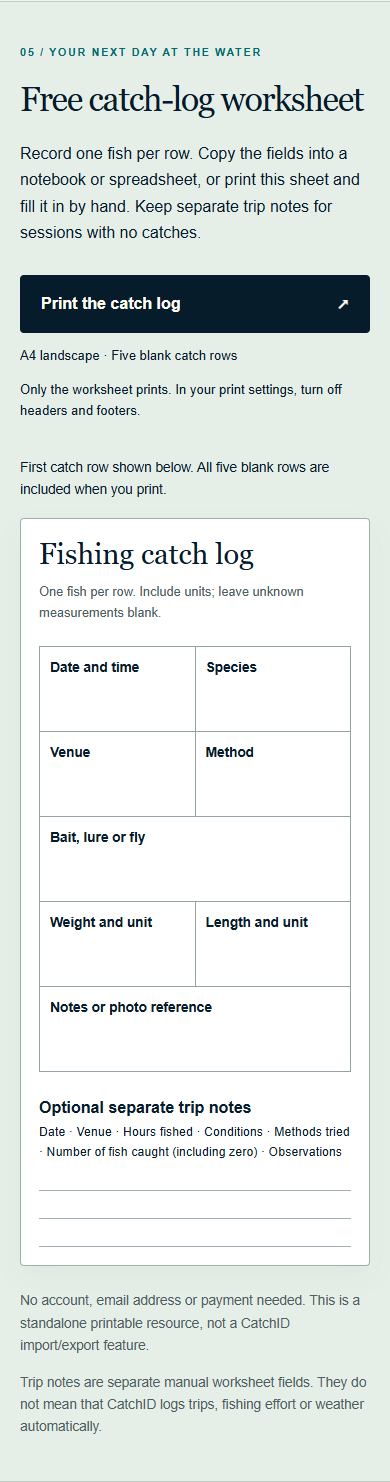 05 / YOUR NEXT DAY AT THE WATER
Free catch-log worksheet
Record one fish per row. Copy the fields into a
notebook or spreadsheet, or print this sheet and
fill it in by hand. Keep separate trip notes for
sessions with no catches.
Print the catch log ↗
A4 landscape · Five blank catch rows
Only the worksheet prints. In your print settings, turn off
headers and footers.
First catch row shown below. All five blank rows are
included when you print.
Fishing catch log
One fish per row. Include units; leave unknown
measurements blank.
Date and time Species
Venue Method
Bait, lure or fly
Weight and unit Length and unit
Notes or photo reference
Optional separate trip notes
Date · Venue · Hours fished · Conditions · Methods tried
· Number of fish caught (including zero) · Observations
No account, email address or payment needed. This is a
standalone printable resource, not a CatchID
import/export feature.
Trip notes are separate manual worksheet fields. They do
not mean that CatchID logs trips, fishing effort or weather
automatically.